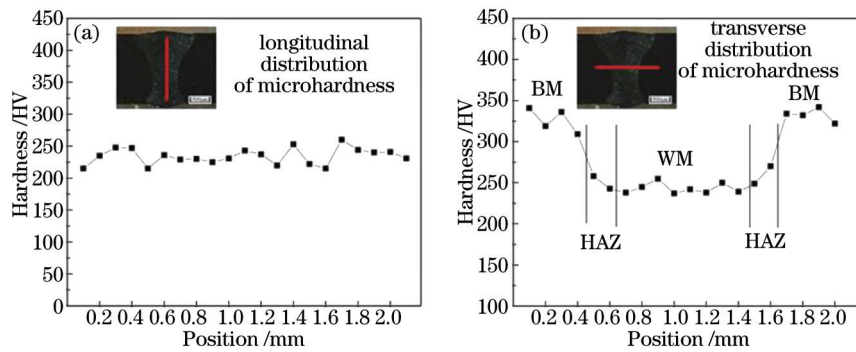 (a)
longitudinal
distribution
of microhardness
Hardness /HV
450
400
350
300
250
200
150
100
50
0
0.2 0.4 0.6 0.8 1.0 1.2 1.4 1.6 1.8 2.0
Position /mm
(b)
transverse
distribution
of microhardness
BM
BM
WM
HAZ
HAZ
Hardness /HV
450
400
350
300
250
200
150
100
0.2 0.4 0.6 0.8 1.0 1.2 1.4 1.6 1.8 2.0
Position /mm